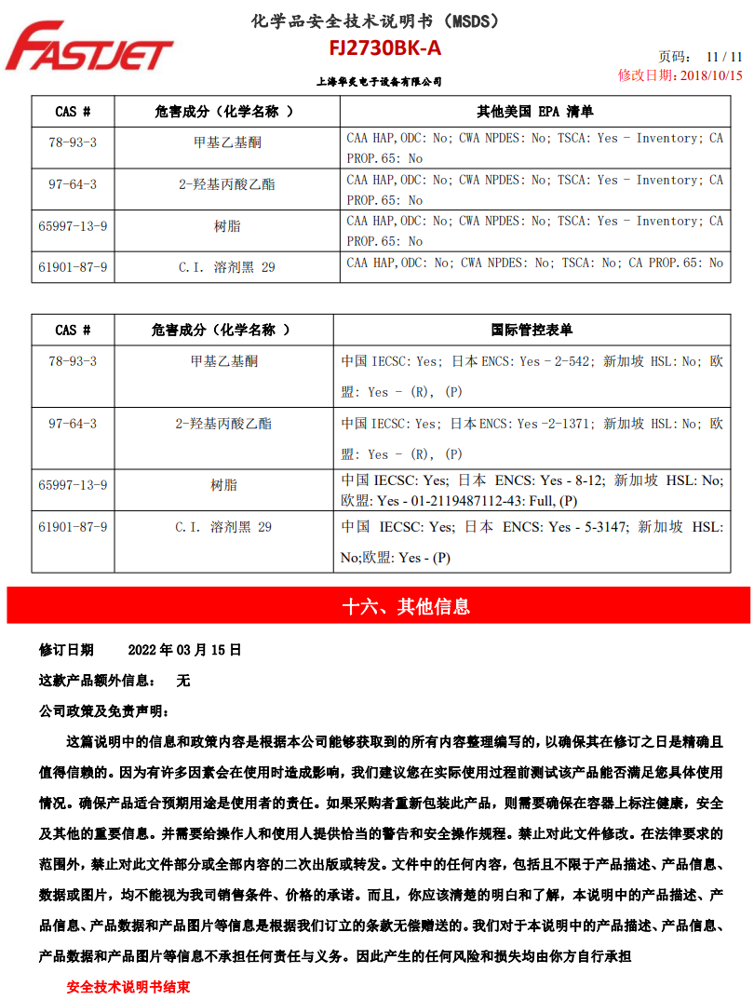 化学品安全技术说明书（MSDS）
FASTJET
FJ2730BK-A
页码： 11 / 11
修改日期: 2018/10/15
上海华炙电子设备有限公司
CAS # 危害成分（化学名称 ） 其他美国 EPA 清单
78-93-3 甲基乙基酮 CAA HAP,ODC: No; CWA NPDES: No; TSCA: Yes - Inventory; CA
PROP.65: No
97-64-3 2-羟基丙酸乙酯 CAA HAP,ODC: No; CWA NPDES: No; TSCA: Yes - Inventory; CA
PROP.65: No
65997-13-9 树脂 CAA HAP,ODC: No; CWA NPDES: No; TSCA: Yes - Inventory; CA
PROP.65: No
61901-87-9 C.I. 溶剂黑 29 CAA HAP,ODC: No; CWA NPDES: No; TSCA: No; CA PROP.65: No
CAS # 危害成分（化学名称 ） 国际管控表单
78-93-3 甲基乙基酮 中国 IECSC: Yes; 日本 ENCS: Yes - 2-542; 新加坡 HSL: No; 欧
盟: Yes - (R), (P)
97-64-3 2-羟基丙酸乙酯 中国 IECSC: Yes; 日本 ENCS: Yes -2-1371; 新加坡 HSL: No; 欧
盟: Yes - (R), (P)
65997-13-9 树脂 中国 IECSC: Yes; 日本 ENCS: Yes - 8-12; 新加坡 HSL: No;
欧盟: Yes - 01-2119487112-43: Full, (P)
61901-87-9 C.I. 溶剂黑 29 中国 IECSC: Yes; 日本 ENCS: Yes - 5-3147; 新加坡 HSL:
No;欧盟: Yes - (P)
十六、其他信息
修订日期 2022 年 03 月 15 日
这款产品额外信息： 无
公司政策及免责声明：
这篇说明中的信息和政策内容是根据本公司能够获取到的所有内容整理编写的，以确保其在修订之日是精确且
值得信赖的。因为有许多因素会在使用时造成影响，我们建议您在实际使用过程前测试该产品能否满足您具体使用
情况。确保产品适合预期用途是使用者的责任。如果采购者重新包装此产品，则需要确保在容器上标注健康，安全
及其他的重要信息。并需要给操作人和使用人提供恰当的警告和安全操作规程。禁止对此文件修改。在法律要求的
范围外，禁止对此文件部分或全部内容的二次出版或转发。文件中的任何内容，包括且不限于产品描述、产品信息、
数据或图片，均不能视为我司销售条件、价格的承诺。而且，你应该清楚的明白和了解，本说明中的产品描述、产
品信息、产品数据和产品图片等信息是根据我们订立的条款无偿赠送的。我们对于本说明中的产品描述、产品信息、
产品数据和产品图片等信息不承担任何责任与义务。因此产生的任何风险和损失均由你方自行承担
安全技术说明书结束